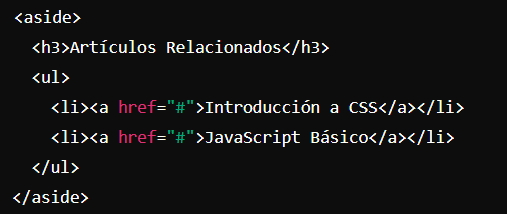 <aside>
<h3>Artículos Relacionados</h3>
<ul>
<li><a href="#">Introducción a CSS</a></li>
<li><a href="#">JavaScript Básico</a></li>
</ul>
</aside>